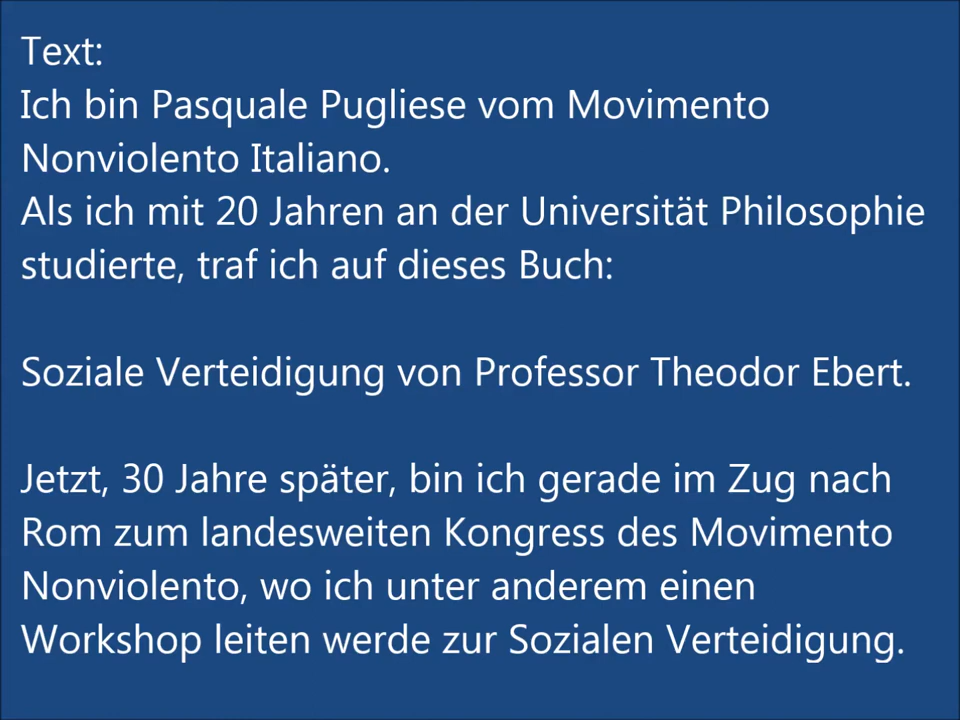 Text:
Ich bin Pasquale Pugliese vom Movimento
Nonviolento Italiano.
Als ich mit 20 Jahren an der Universität Philosophie
studierte, traf ich auf dieses Buch:
Soziale Verteidigung von Professor Theodor Ebert.
Jetzt, 30 Jahre später, bin ich gerade im Zug nach
Rom zum landesweiten Kongress des Movimento
Nonviolento, wo ich unter anderem einen
Workshop leiten werde zur Sozialen Verteidigung.